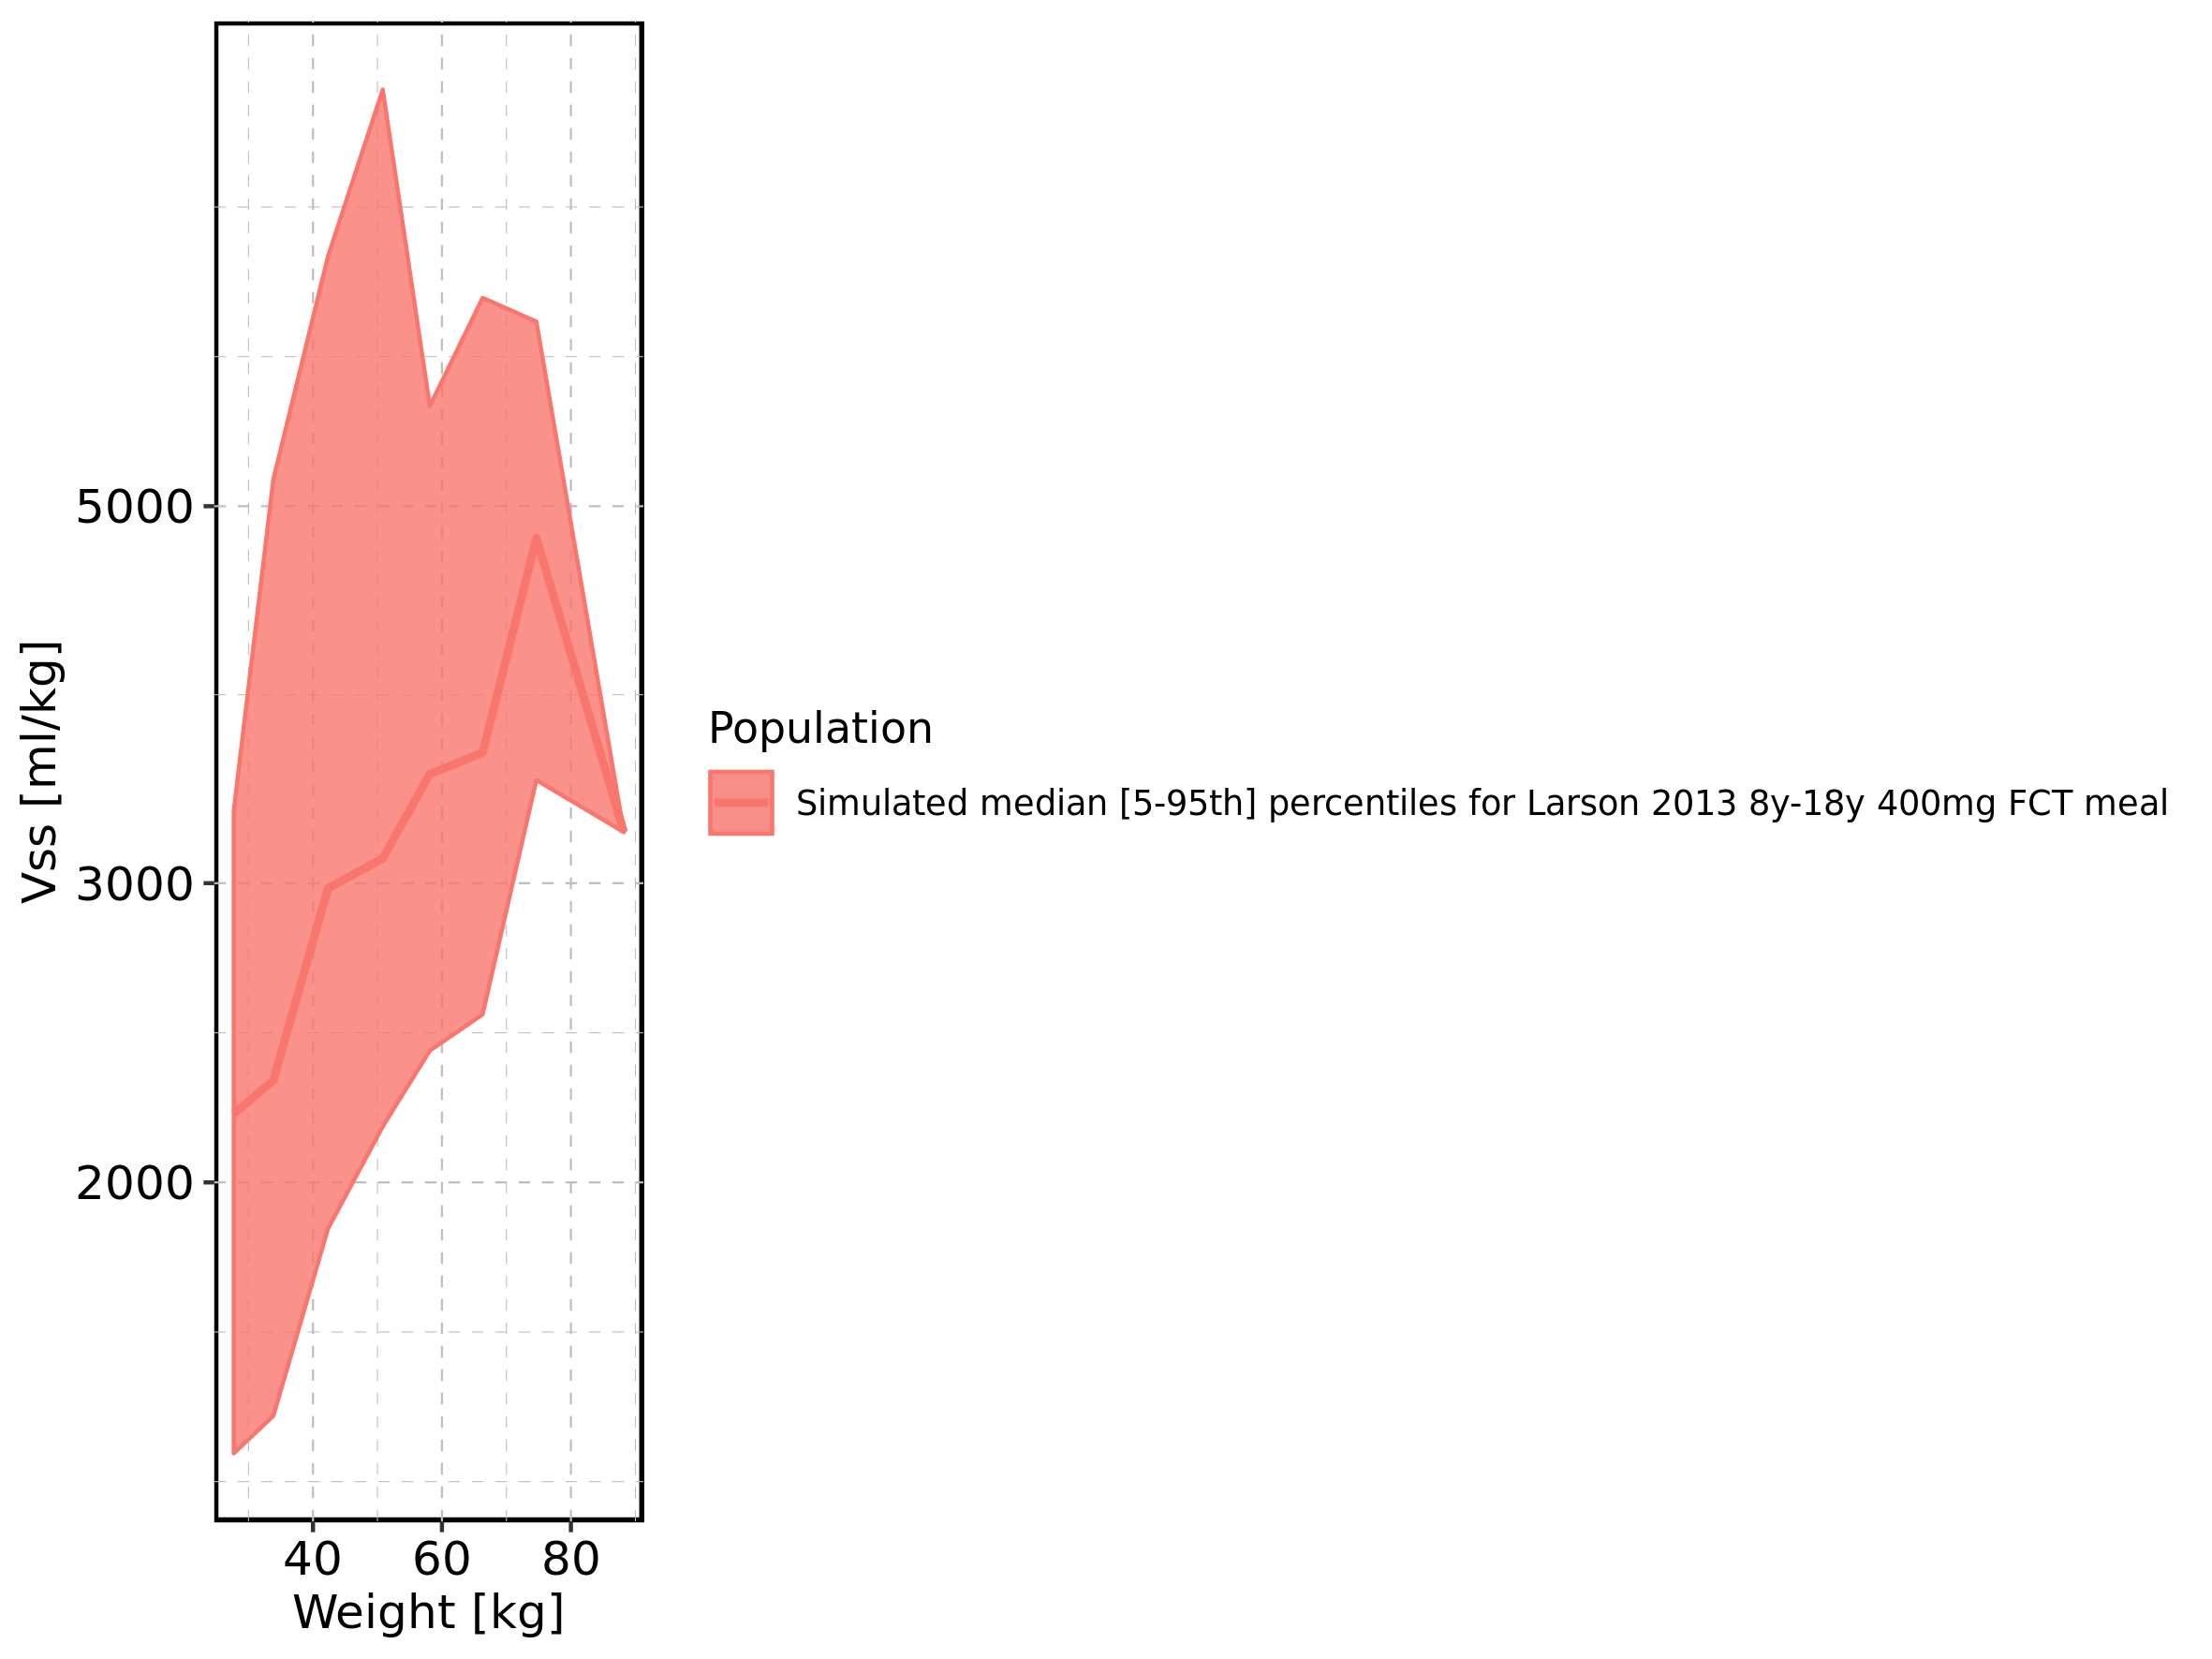 Vss [ml/kg]
5000
3000
2000
40 60 80
Weight [kg]
Population
Simulated median [5-95th] percentiles for Larson 2013 8y-18y 400mg FCT meal